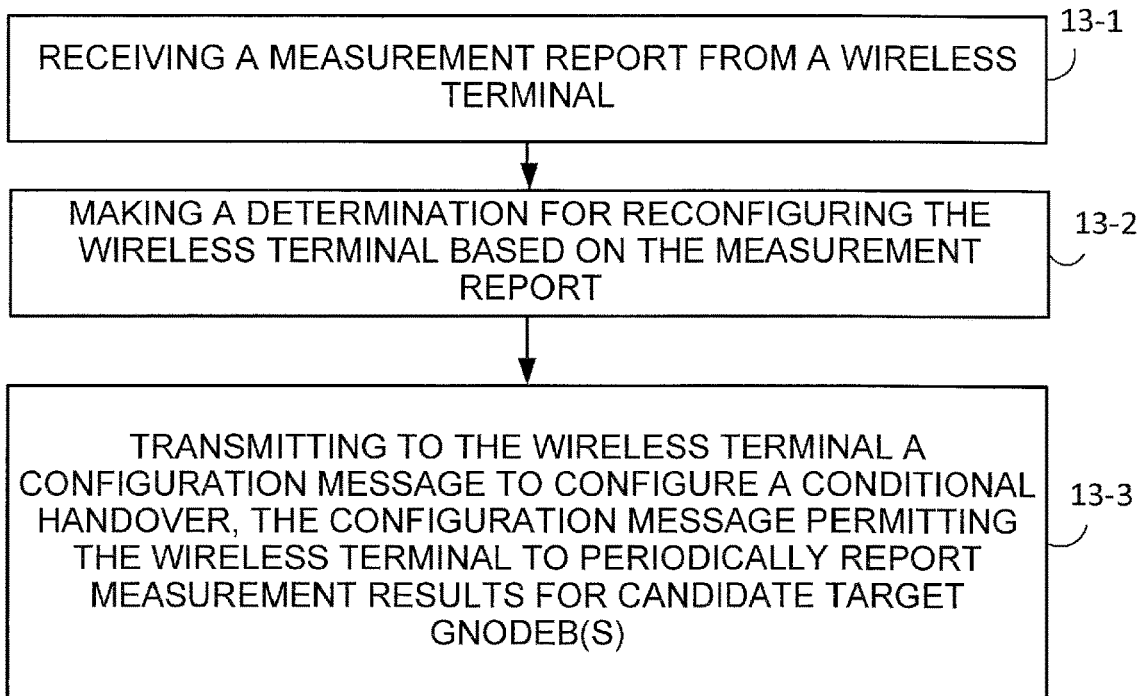 13-1
RECEIVING A MEASUREMENT REPORT FROM A WIRELESS
TERMINAL
MAKING A DETERMINATION FOR RECONFIGURING THE
WIRELESS TERMINAL BASED ON THE MEASUREMENT
REPORT
13-2
TRANSMITTING TO THE WIRELESS TERMINAL A
CONFIGURATION MESSAGE TO CONFIGURE A CONDITIONAL
HANDOVER, THE CONFIGURATION MESSAGE PERMITTING
THE WIRELESS TERMINAL TO PERIODICALLY REPORT
MEASUREMENT RESULTS FOR CANDIDATE TARGET
GNODEB(S)
13-3